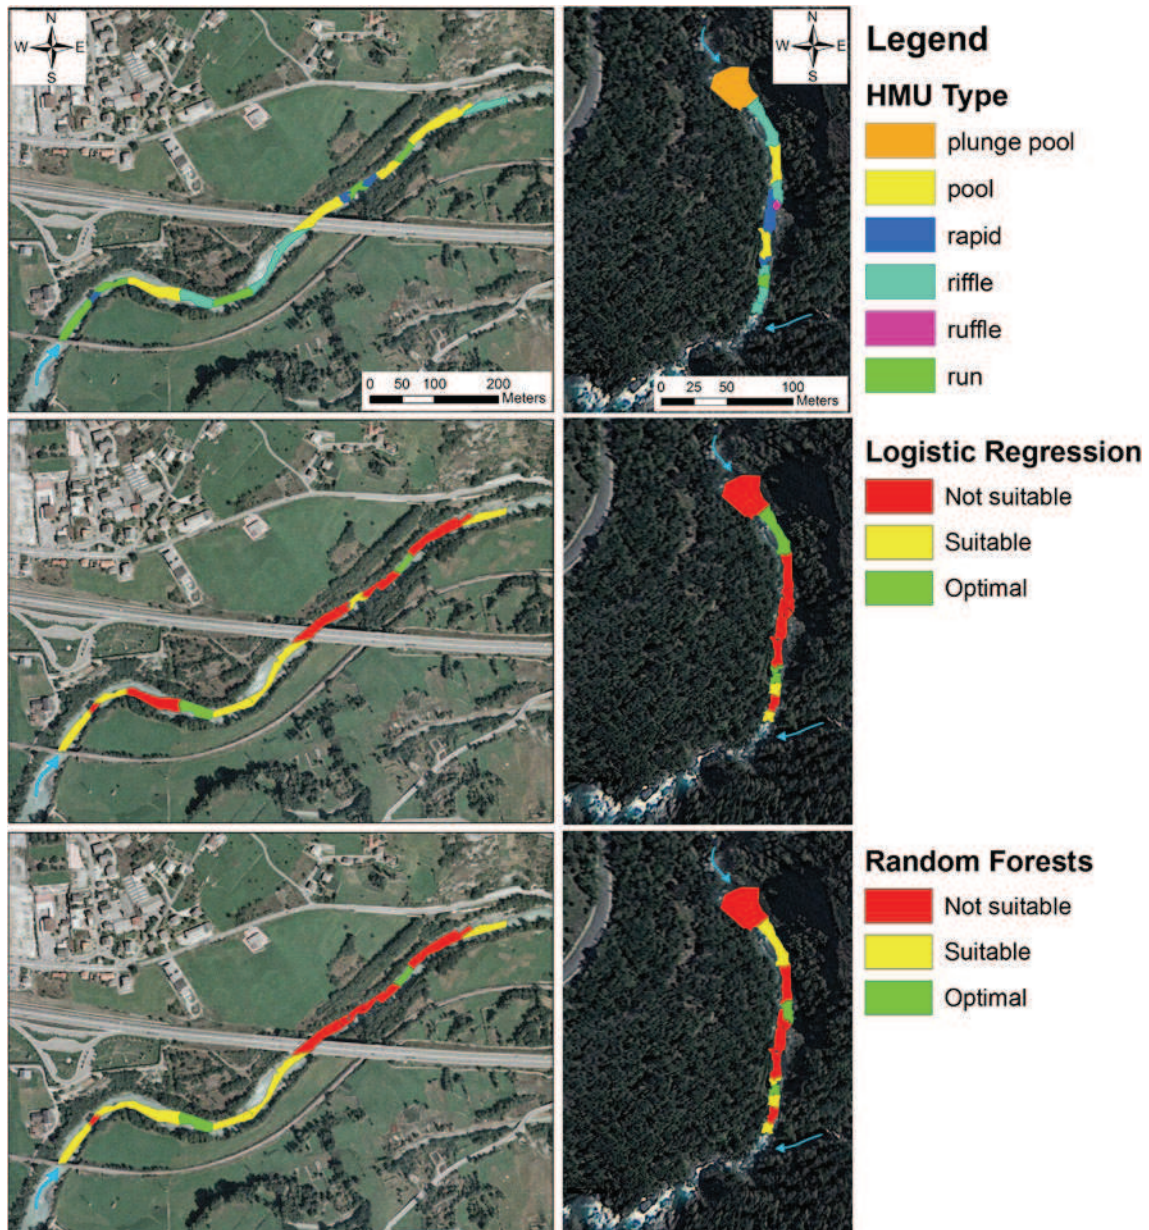 N
W E
S
0 50 100 200
Meters
N
W E
S
0 25 50 100
Meters
Legend
HMU Type
plunge pool
pool
rapid
riffle
ruffle
run
Logistic Regression
Not suitable
Suitable
Optimal
Random Forests
Not suitable
Suitable
Optimal